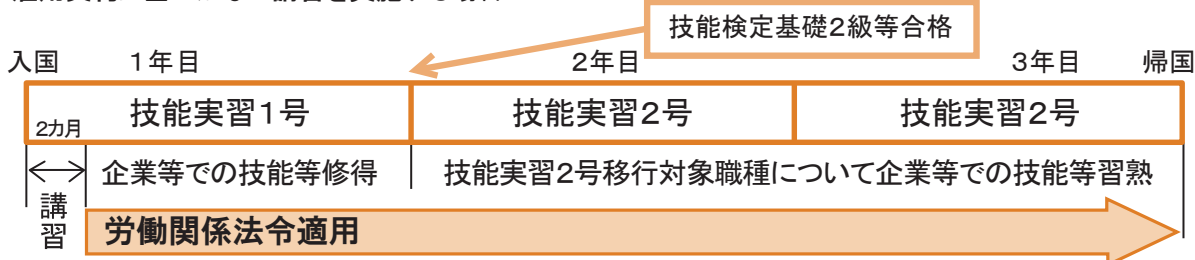 技能検定基礎2級等合格
入国 1年目 2年目 3年目 帰国
2カ月 技能実習1号 技能実習2号 技能実習2号
企業等での技能等修得 技能実習2号移行対象職種について企業等での技能等習熟
講習
労働関係法令適用